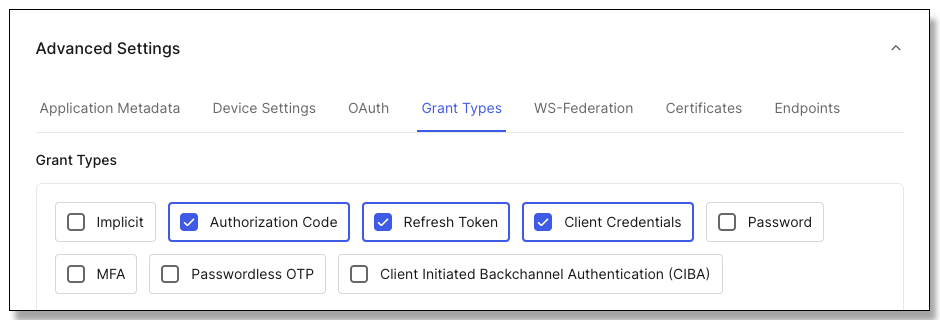 Advanced Settings
Application Metadata Device Settings OAuth Grant Types WS-Federation Certificates Endpoints
Grant Types
Implicit Authorization Code Refresh Token Client Credentials Password
MFA Passwordless OTP Client Initiated Backchannel Authentication (CIBA)